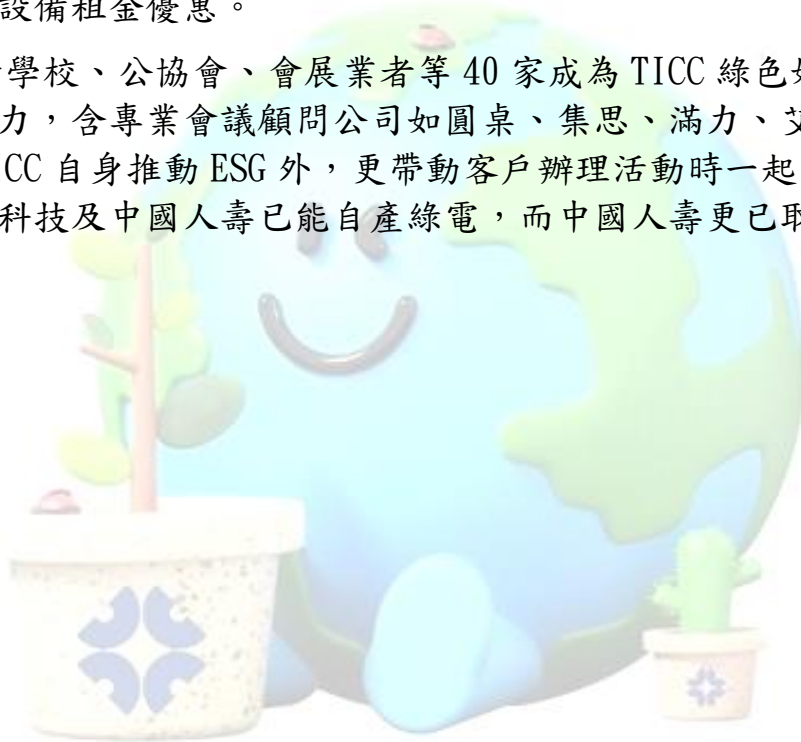 設備租金優惠。
學校、公協會、會展業者等 40 家成為 TICC 綠色
力，含專業會議顧問公司如圓桌、集思、滿力、艾
CC 自身推動 ESG 外，更帶動客戶辦理活動時一起
科技及中國人壽已能自產綠電，而中國人壽更已取